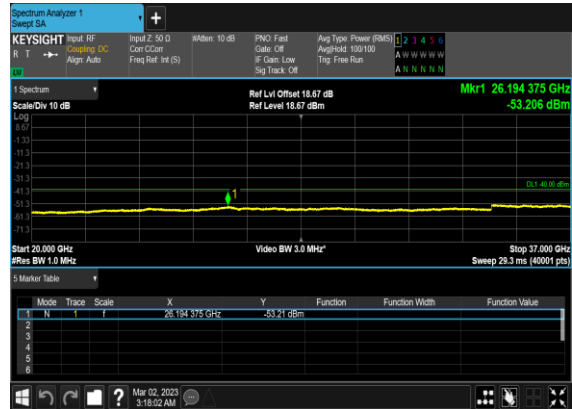 Spectrum Analyzer 1
Swept SA
+
KEYSIGHT
R T
Input: RF
Coupling: DC
Align: Auto
Input Z: 50 Ω
Corr CCorr
Freq Ref: Int (S)
#Atten: 10 dB
PNO: Fast
Gate: Off
IF Gain: Low
Sig Track: Off
Avg Type: Power (RMS)
Avg|Hold: 100/100
Trig: Free Run
1 2 3 4 5 6
A W W W W W
A N N N N N
1 Spectrum
Scale/Div 10 dB
Ref Lvl Offset 18.67 dB
Ref Level 18.67 dBm
Mkr1 26.194 375 GHz
-53.206 dBm
Log
8.67
-1.33
-11.3
-21.3
-31.3
-41.3
-51.3
-61.3
-71.3
DL1 -40.00 dBm
1
Start 20.000 GHz
#Res BW 1.0 MHz
Video BW 3.0 MHz*
Stop 37.000 GHz
Sweep 29.3 ms (40001 pts)
5 Marker Table
Mode Trace Scale X Y Function Function Width Function Value
1 N 1 f 26.194 375 GHz -53.21 dBm
2
3
4
5
6
?
Mar 02, 2023
3:18:02 AM